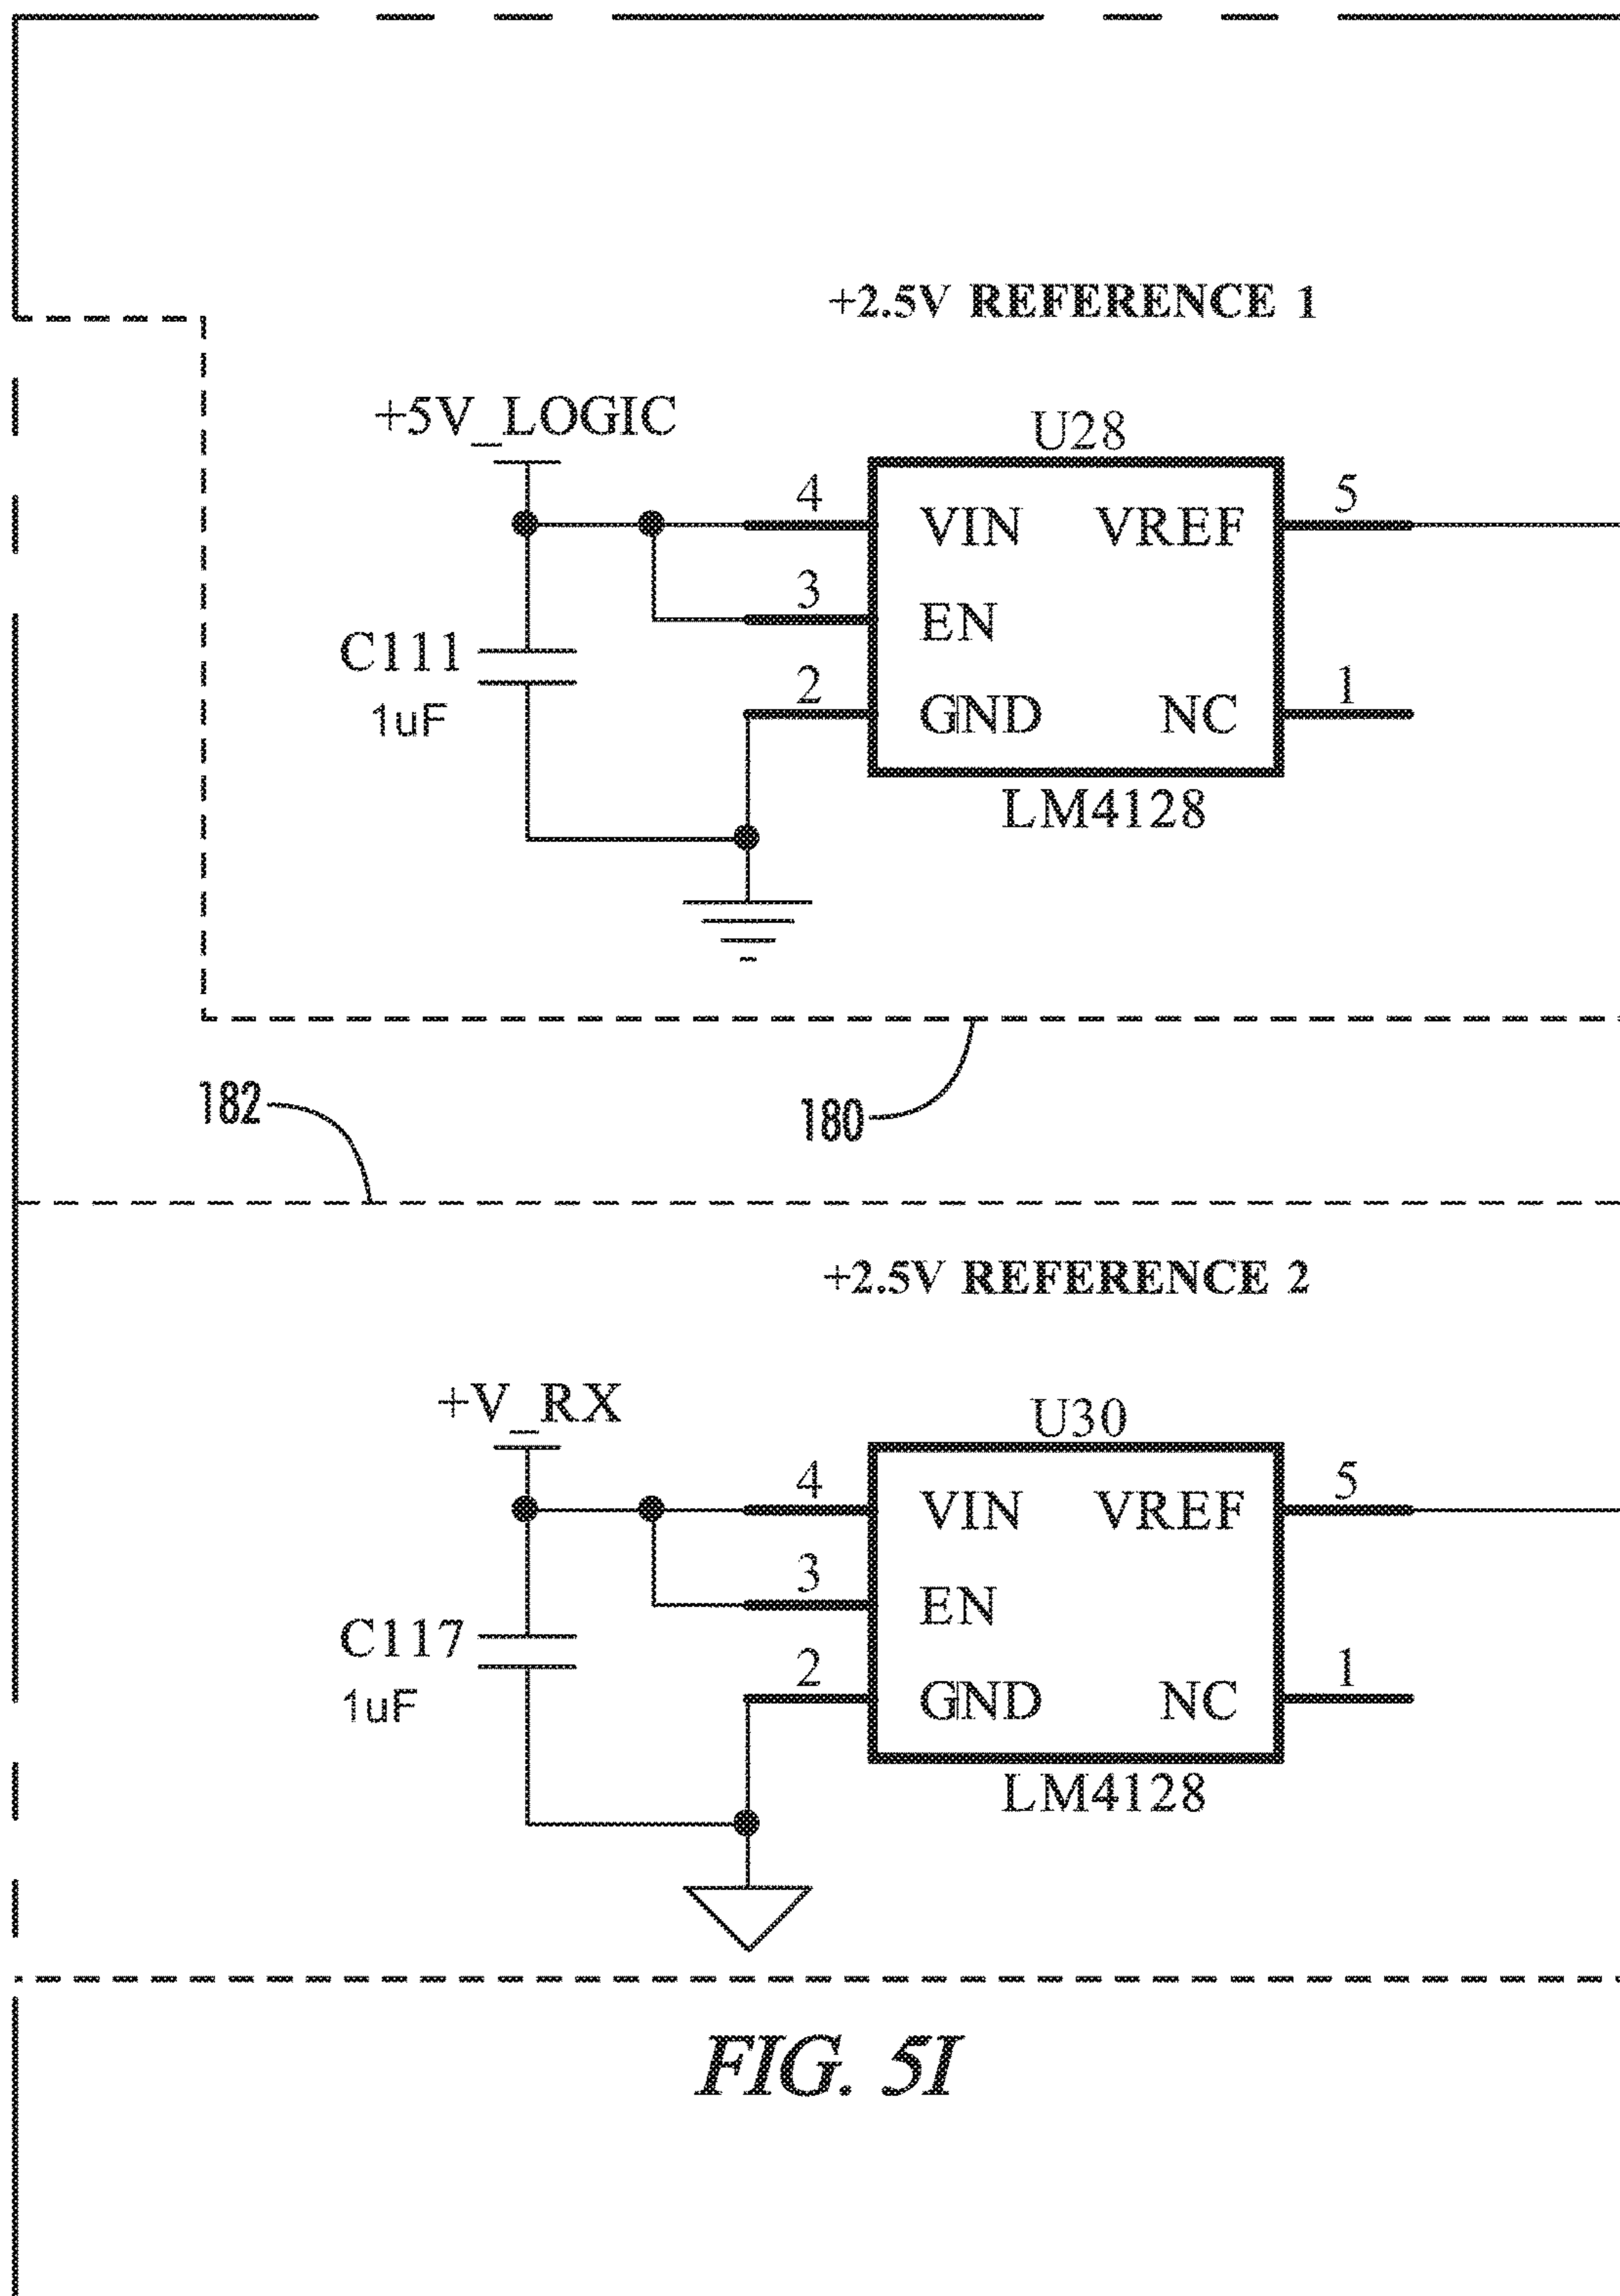 +2.5V REFERENCE 1
+5V_LOGIC
U28
4
VIN
VREF
5
3
EN
C111
1uF
2
GND
NC
1
LM4128
182
180
+2.5V REFERENCE 2
+V_RX
U30
4
VIN
VREF
5
3
EN
C117
1uF
2
GND
NC
1
LM4128
FIG. 5I